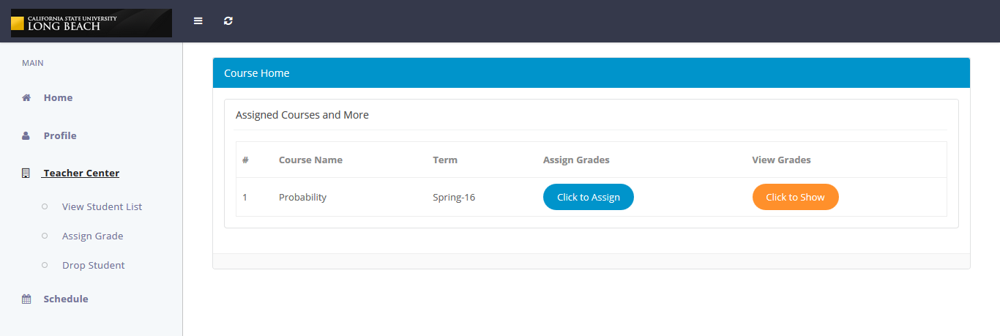 CALIFORNIA STATE UNIVERSITY
LONG BEACH
MAIN
Home
Profile
Teacher Center
View Student List
Assign Grade
Drop Student
Schedule
Course Home
Assigned Courses and More
# Course Name Term Assign Grades View Grades
1 Probability Spring-16 Click to Assign Click to Show